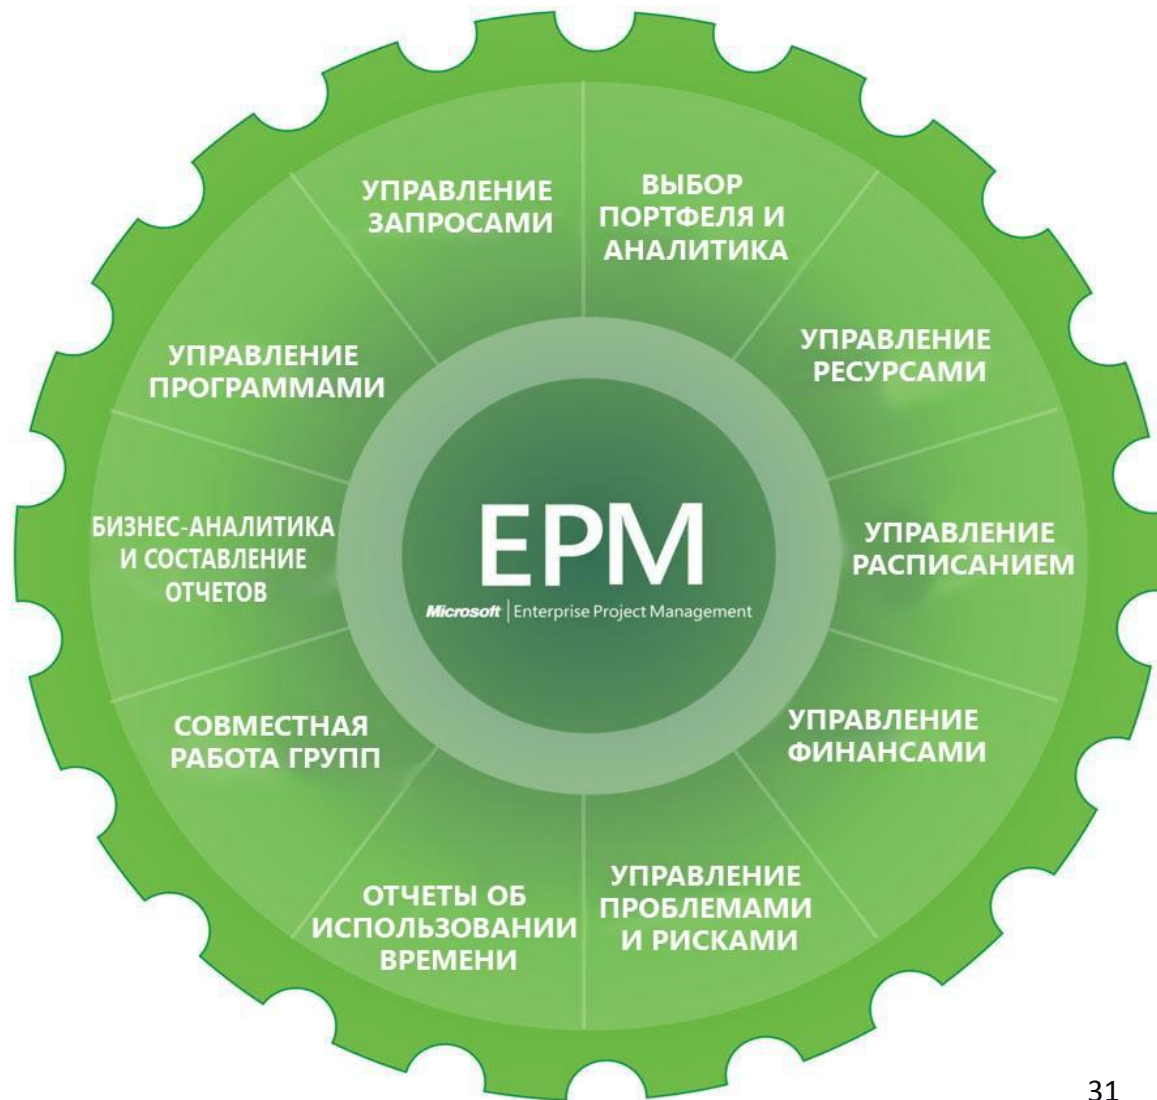 УПРАВЛЕНИЕ
ЗАПРОСАМИ
ВЫБОР
ПОРТФЕЛЯ И
АНАЛИТИКА
УПРАВЛЕНИЕ
РЕСУРСАМИ
УПРАВЛЕНИЕ
РАСПИСАНИЕМ
УПРАВЛЕНИЕ
ФИНАНСАМИ
УПРАВЛЕНИЕ
ПРОБЛЕМАМИ
И РИСКАМИ
ОТЧЕТЫ ОБ
ИСПОЛЬЗОВАНИИ
ВРЕМЕНИ
СОВМЕСТНАЯ
РАБОТА ГРУПП
БИЗНЕС-АНАЛИТИКА
И СОСТАВЛЕНИЕ
ОТЧЕТОВ
УПРАВЛЕНИЕ
ПРОГРАММАМИ
EPM
Microsoft | Enterprise Project Management
31